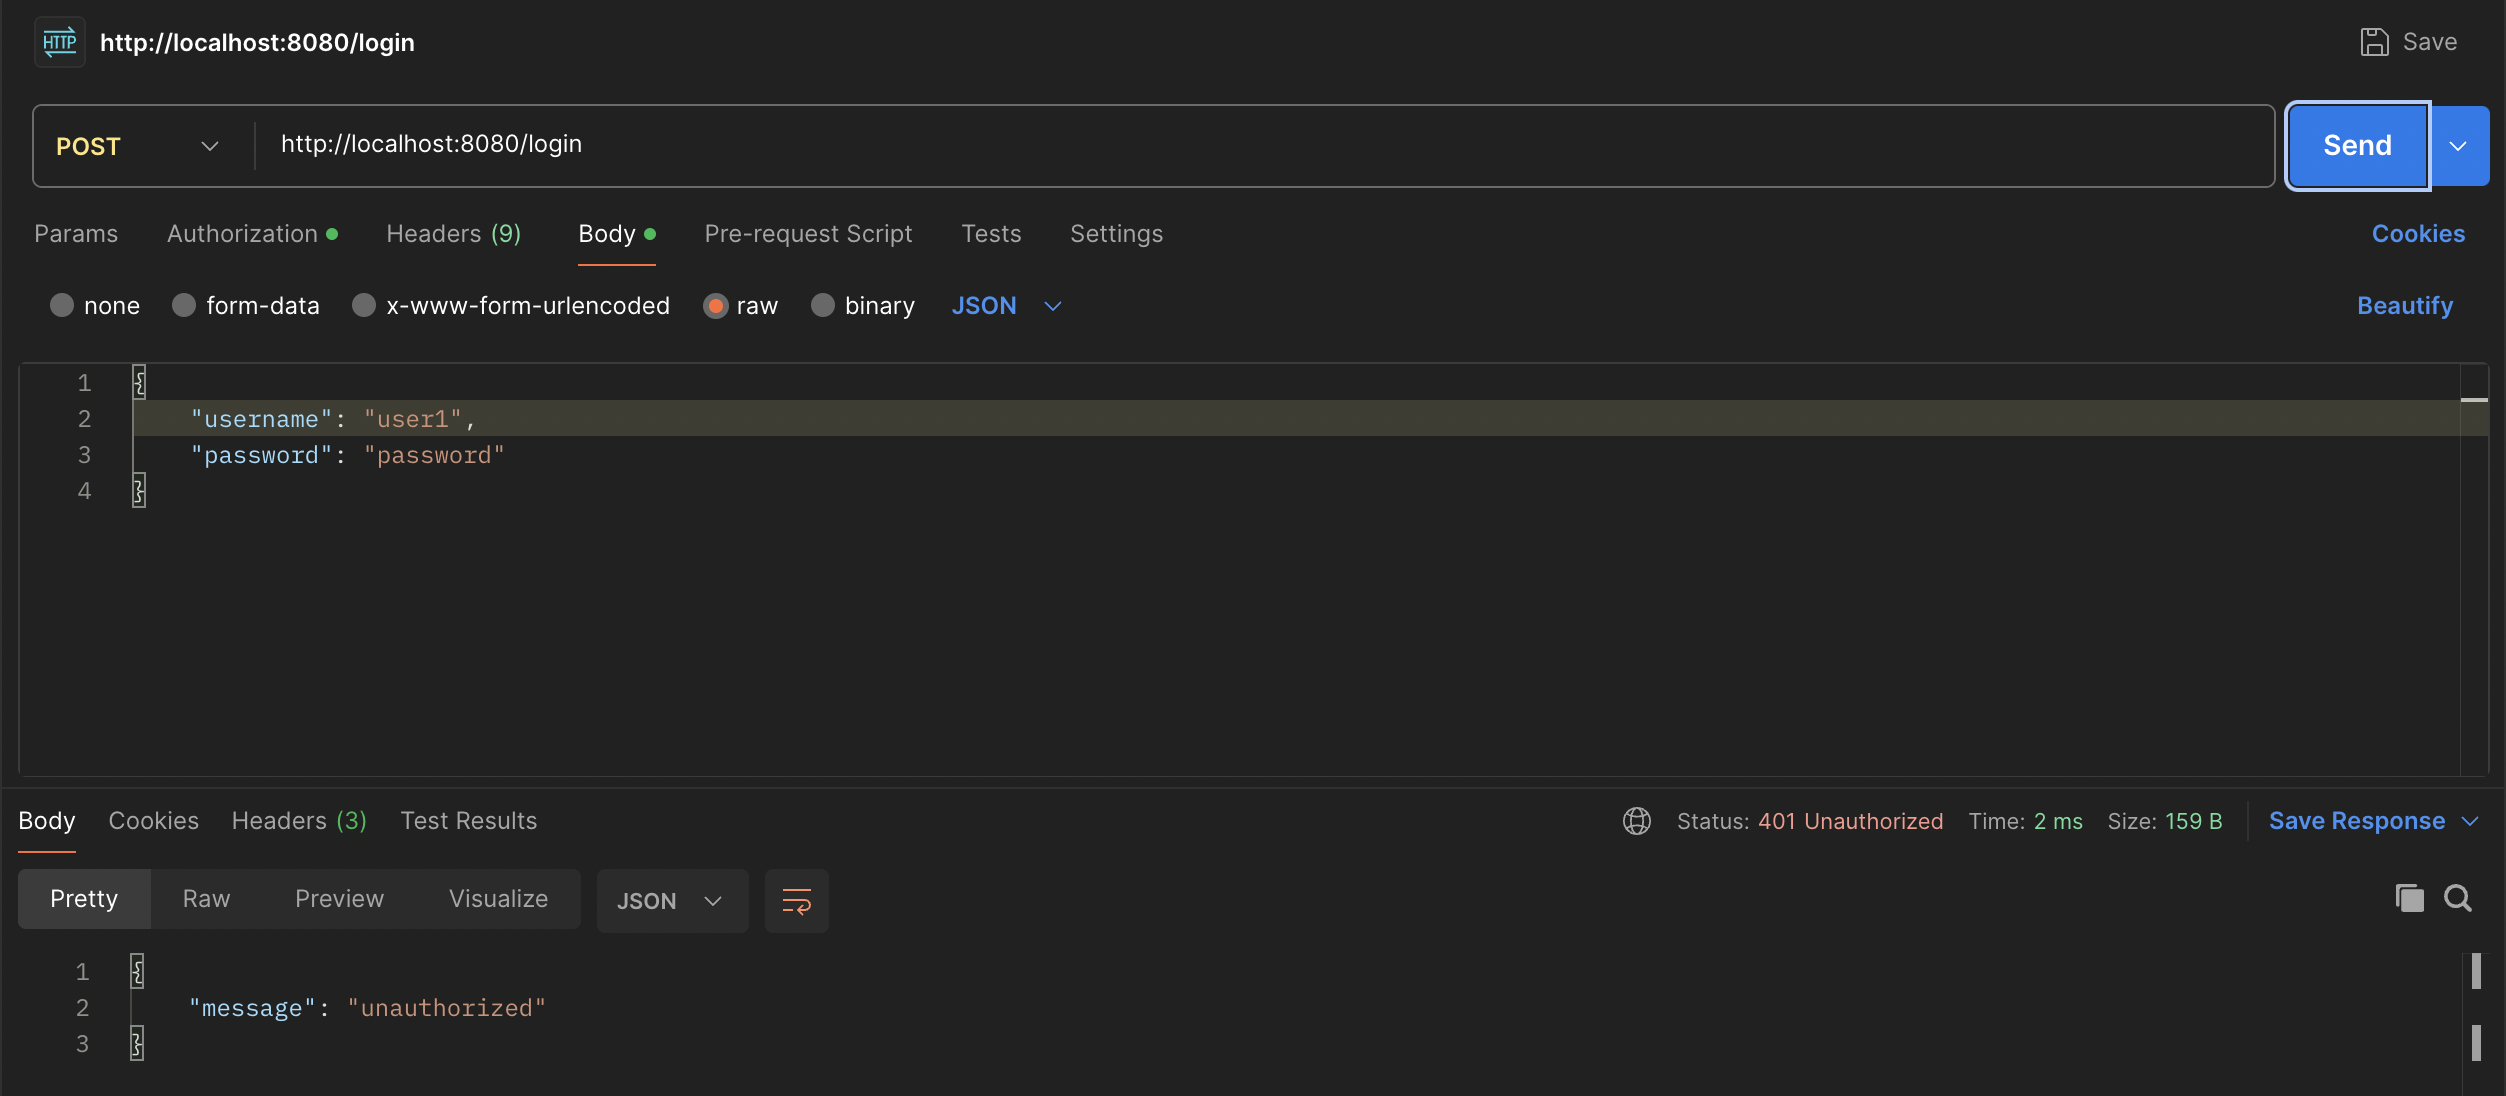 HTTP http://localhost:8080/login Save
POST http://localhost:8080/login Send
Params Authorization Headers (9) Body Pre-request Script Tests Settings Cookies
none form-data x-www-form-urlencoded raw binary JSON Beautify
1 {
2 "username": "user1",
3 "password": "password"
4 }
Body Cookies Headers (3) Test Results Status: 401 Unauthorized Time: 2 ms Size: 159 B Save Response
Pretty Raw Preview Visualize JSON
1 {
2 "message": "unauthorized"
3 }